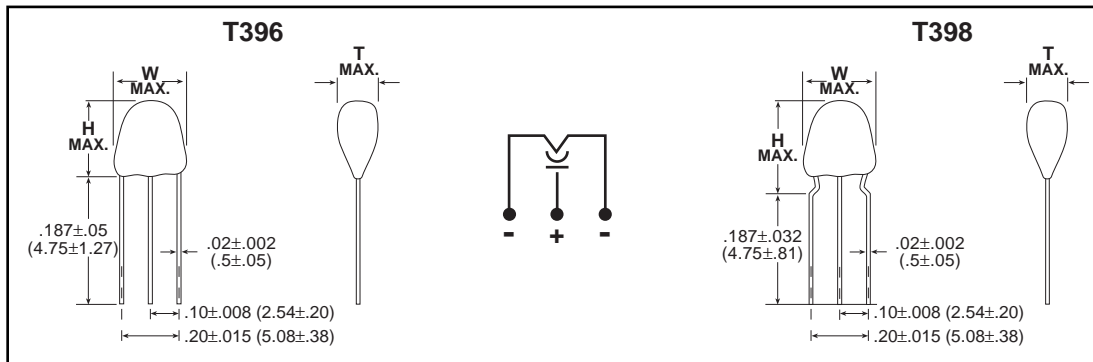 T396
W
MAX.
T
MAX.
H
MAX.
.187±.05
(4.75±1.27)
.02±.002
(.5±.05)
.10±.008 (2.54±.20)
.20±.015 (5.08±.38)
- + -
T398
W
MAX.
T
MAX.
H
MAX.
.187±.032
(4.75±.81)
.02±.002
(.5±.05)
.10±.008 (2.54±.20)
.20±.015 (5.08±.38)